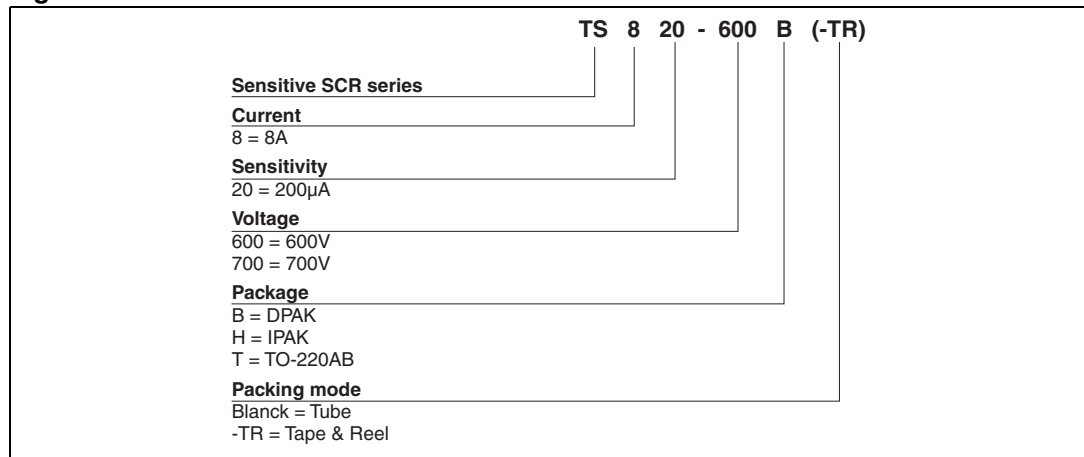 TS 8 20 - 600 B (-TR)
Sensitive SCR series
Current
8 = 8A
Sensitivity
20 = 200µA
Voltage
600 = 600V
700 = 700V
Package
B = DPAK
H = IPAK
T = TO-220AB
Packing mode
Blanck = Tube
-TR = Tape & Reel